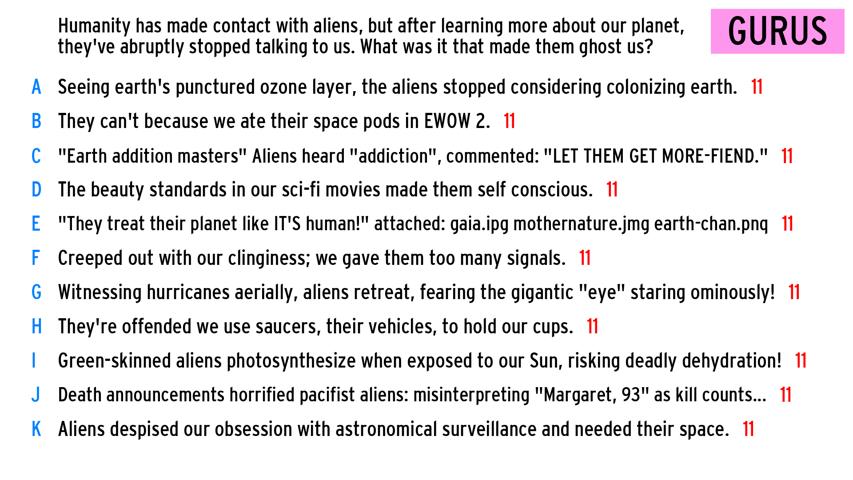 Humanity has made contact with aliens, but after learning more about our planet,
they've abruptly stopped talking to us. What was it that made them ghost us?
GURUS
A Seeing earth's punctured ozone layer, the aliens stopped considering colonizing earth. 11
B They can't because we ate their space pods in EWOW 2. 11
C "Earth addition masters" Aliens heard "addiction", commented: "LET THEM GET MORE-FIEND." 11
D The beauty standards in our sci-fi movies made them self conscious. 11
E "They treat their planet like IT'S human!" attached: gaia.ipg mothernature.jmg earth-chan.pnq 11
F Creeped out with our clinginess; we gave them too many signals. 11
G Witnessing hurricanes aerially, aliens retreat, fearing the gigantic "eye" staring ominously! 11
H They're offended we use saucers, their vehicles, to hold our cups. 11
I Green-skinned aliens photosynthesize when exposed to our Sun, risking deadly dehydration! 11
J Death announcements horrified pacifist aliens: misinterpreting "Margaret, 93" as kill counts... 11
K Aliens despised our obsession with astronomical surveillance and needed their space. 11